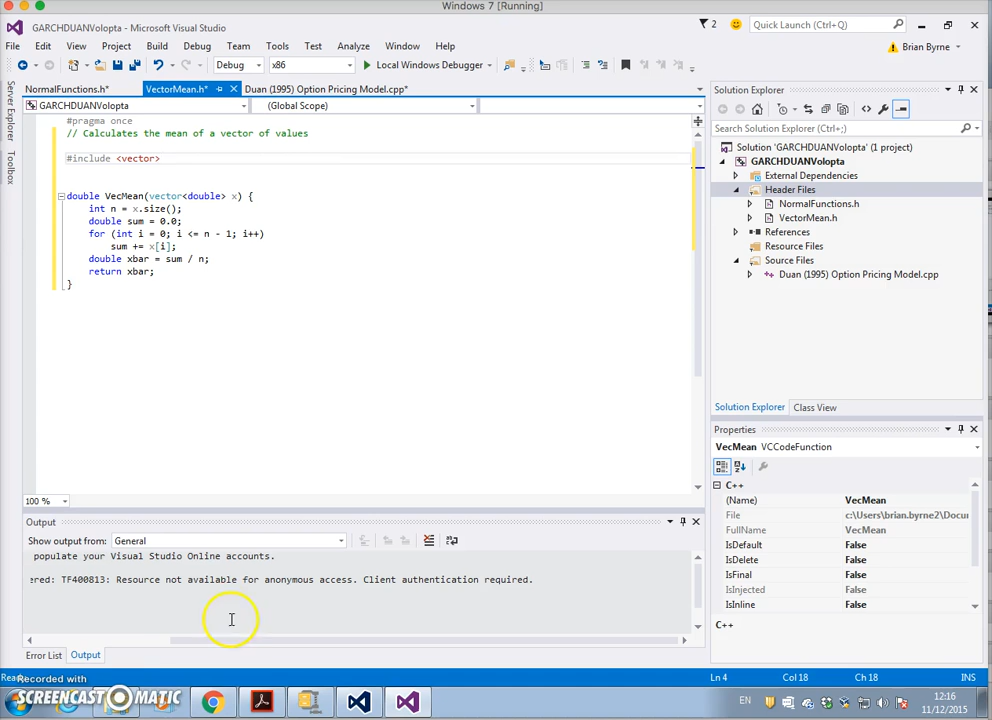 Windows 7 [Running]
GARCHDUANVolopta - Microsoft Visual Studio
2
Quick Launch (Ctrl+Q)
File Edit View Project Build Debug Team Tools Test Analyze Window Help
Brian Byrne
Debug x86 Local Windows Debugger
Server Explorer
Toolbox
NormalFunctions.h* VectorMean.h* Duan (1995) Option Pricing Model.cpp*
GARCHDUANVolopta (Global Scope)
#pragma once
// Calculates the mean of a vector of values
#include <vector>
double VecMean(vector<double> x) {
int n = x.size();
double sum = 0.0;
for (int i = 0; i <= n - 1; i++)
sum += x[i];
double xbar = sum / n;
return xbar;
}
100 %
Output
Show output from: General
populate your Visual Studio Online accounts.
ered: TF400813: Resource not available for anonymous access. Client authentication required.
Error List Output
Solution Explorer
Search Solution Explorer (Ctrl+;)
Solution 'GARCHDUANVolopta' (1 project)
GARCHDUANVolopta
External Dependencies
Header Files
NormalFunctions.h
VectorMean.h
References
Resource Files
Source Files
Duan (1995) Option Pricing Model.cpp
Solution Explorer Class View
Properties
VecMean VCCodeFunction
C++
(Name) VecMean
File c:\Users\brian.byrne2\Docu
FullName VecMean
IsDefault False
IsDelete False
IsFinal False
IsInjected False
IsInline False
C++
Ln 4 Col 18 Ch 18 INS
Recorded with
SCREENCAST-O-MATIC
EN
12:16
11/12/2015